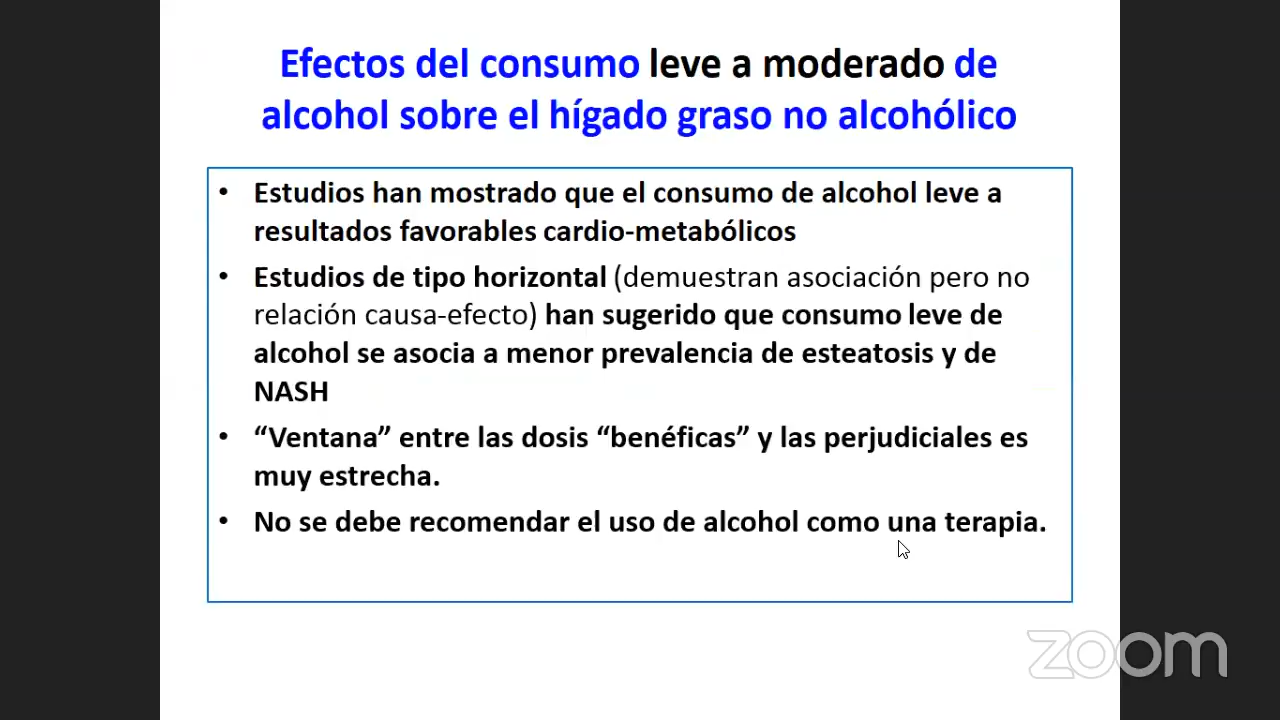 Efectos del consumo leve a moderado de
alcohol sobre el hígado graso no alcohólico
• Estudios han mostrado que el consumo de alcohol leve a
resultados favorables cardio-metabólicos
• Estudios de tipo horizontal (demuestran asociación pero no
relación causa-efecto) han sugerido que consumo leve de
alcohol se asocia a menor prevalencia de esteatosis y de
NASH
• “Ventana” entre las dosis “benéficas” y las perjudiciales es
muy estrecha.
• No se debe recomendar el uso de alcohol como una terapia.
zoom